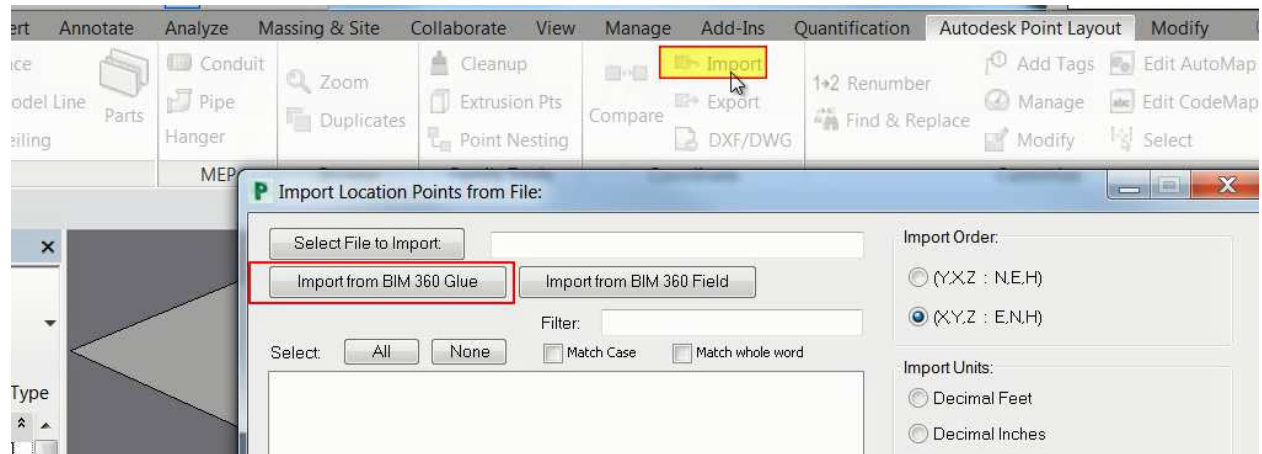 ert Annotate Analyze Massing & Site Collaborate View Manage Add-Ins Quantification Autodesk Point Layout Modify
ce Conduit Zoom Cleanup Import 1+2 Renumber Add Tags Edit AutoMap
odel Line Parts Pipe Duplicates Extrusion Pts Compare Export Find & Replace Manage abc Edit CodeMap
eiling Hanger Point Nesting DXF/DWG Modify Select
MEP
Import Location Points from File:
Select File to Import: Import Order:
Import from BIM 360 Glue Import from BIM 360 Field (Y,X,Z : N,E,H)
Filter: (X,Y,Z : E,N,H)
Select: All None Match Case Match whole word
Import Units:
Type Decimal Feet
Decimal Inches